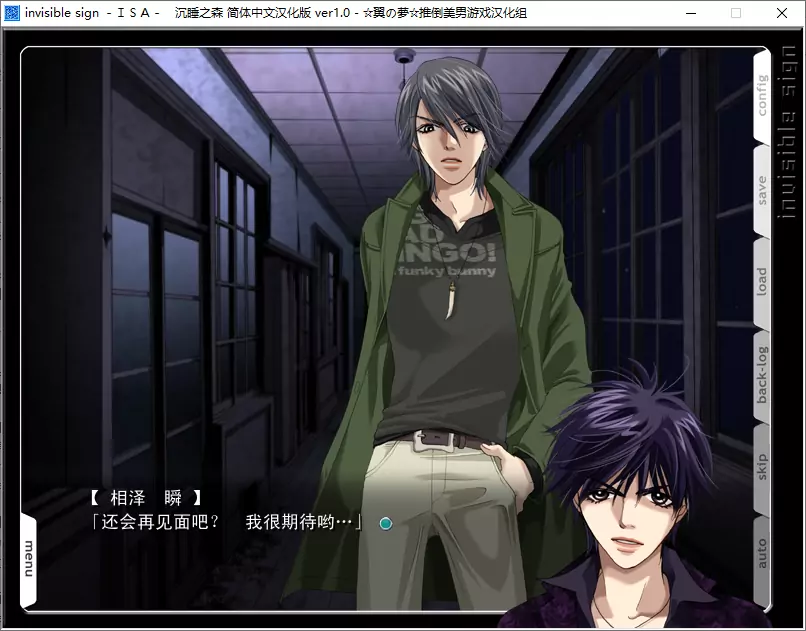 invisible sign －ＩＳＡ－ 沉睡之森 简体中文汉化版 ver1.0 - ☆翼の夢☆推倒美男游戏汉化组
invisible sign
config
save
load
back-log
skip
auto
NGO!
funky bunny
【 相泽 瞬 】
「还会再见面吧？ 我很期待哟…」
menu